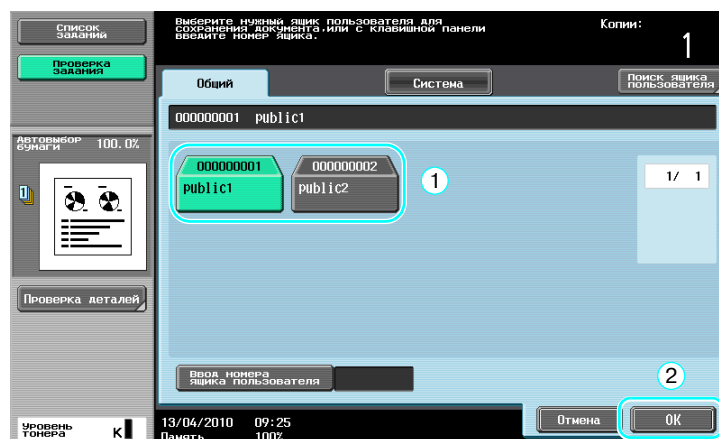 Список
заданий
Проверка
задания
Автовыбор
бумаги 100.0%
Проверка деталей
Уровень
тонера K
Выберите нужный ящик пользователя для
сохранения документа,или с клавишной панели
введите номер ящика.
Копии:
1
Общий
Система
Поиск ящика
пользователя
000000001 public1
000000001
public1
000000002
public2
1
1/ 1
Ввод номера
ящика пользователя
2
13/04/2010 09:25
Память 100%
Отмена
OK